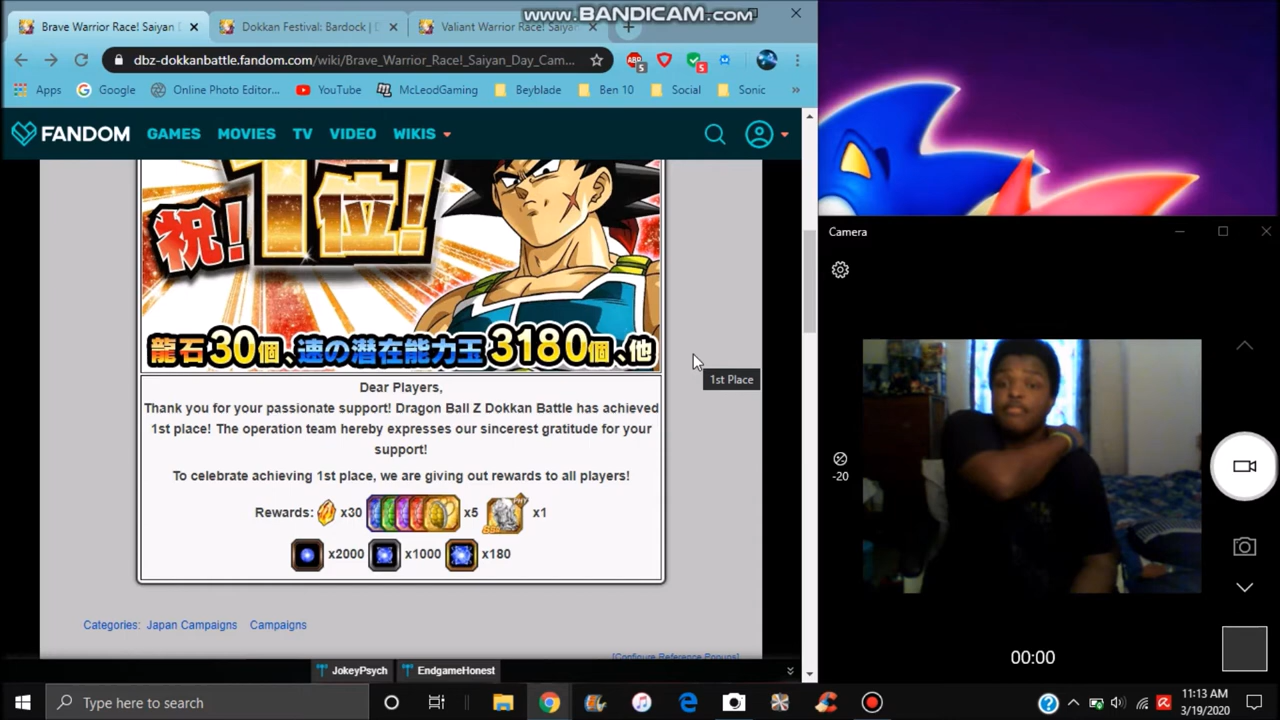 www.BANDICAM.com
Brave Warrior Race! Saiyan
Dokkan Festival: Bardock | D
Valiant Warrior Race! Saiya
dbz-dokkanbattle.fandom.com/wiki/Brave_Warrior_Race!_Saiyan_Day_Cam...
5
5
Apps
Google
Online Photo Editor...
YouTube
McLeodGaming
Beyblade
Ben 10
Social
Sonic
»
FANDOM
GAMES
MOVIES
TV
VIDEO
WIKIS
祝!1位!
龍石30個、速の潜在能力玉3180個、他
1st Place
Dear Players,
Thank you for your passionate support! Dragon Ball Z Dokkan Battle has achieved
1st place! The operation team hereby expresses our sincerest gratitude for your
support!
To celebrate achieving 1st place, we are giving out rewards to all players!
Rewards: x30 x5 x1
x2000 x1000 x180
Categories: Japan Campaigns Campaigns
[Configure Reference Popups]
JokeyPsych
EndgameHonest
Camera
-20
00:00
Type here to search
11:13 AM
3/19/2020